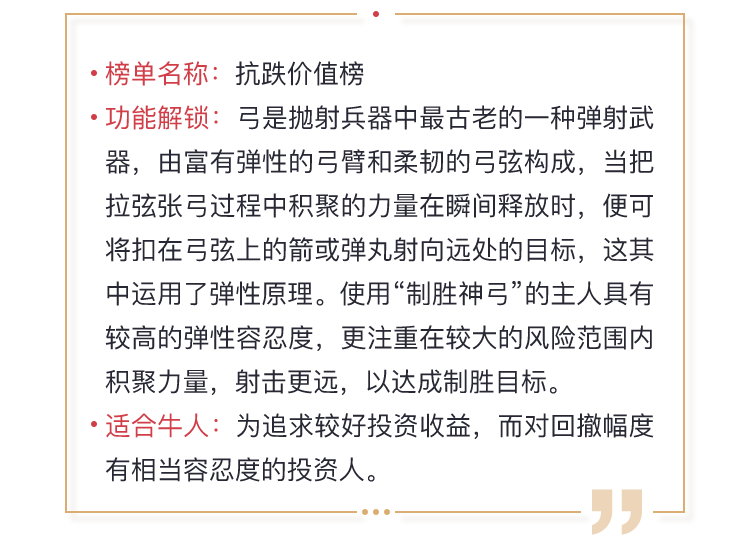 •榜单名称：抗跌价值榜
•功能解锁：弓是抛射兵器中最古老的一种弹射武
器，由富有弹性的弓臂和柔韧的弓弦构成，当把
拉弦张弓过程中积聚的力量在瞬间释放时，便可
将扣在弓弦上的箭或弹丸射向远处的目标，这其
中运用了弹性原理。使用“制胜神弓”的主人具有
较高的弹性容忍度，更注重在较大的风险范围内
积聚力量，射击更远，以达成制胜目标。
•适合牛人：为追求较好投资收益，而对回撤幅度
有相当容忍度的投资人。